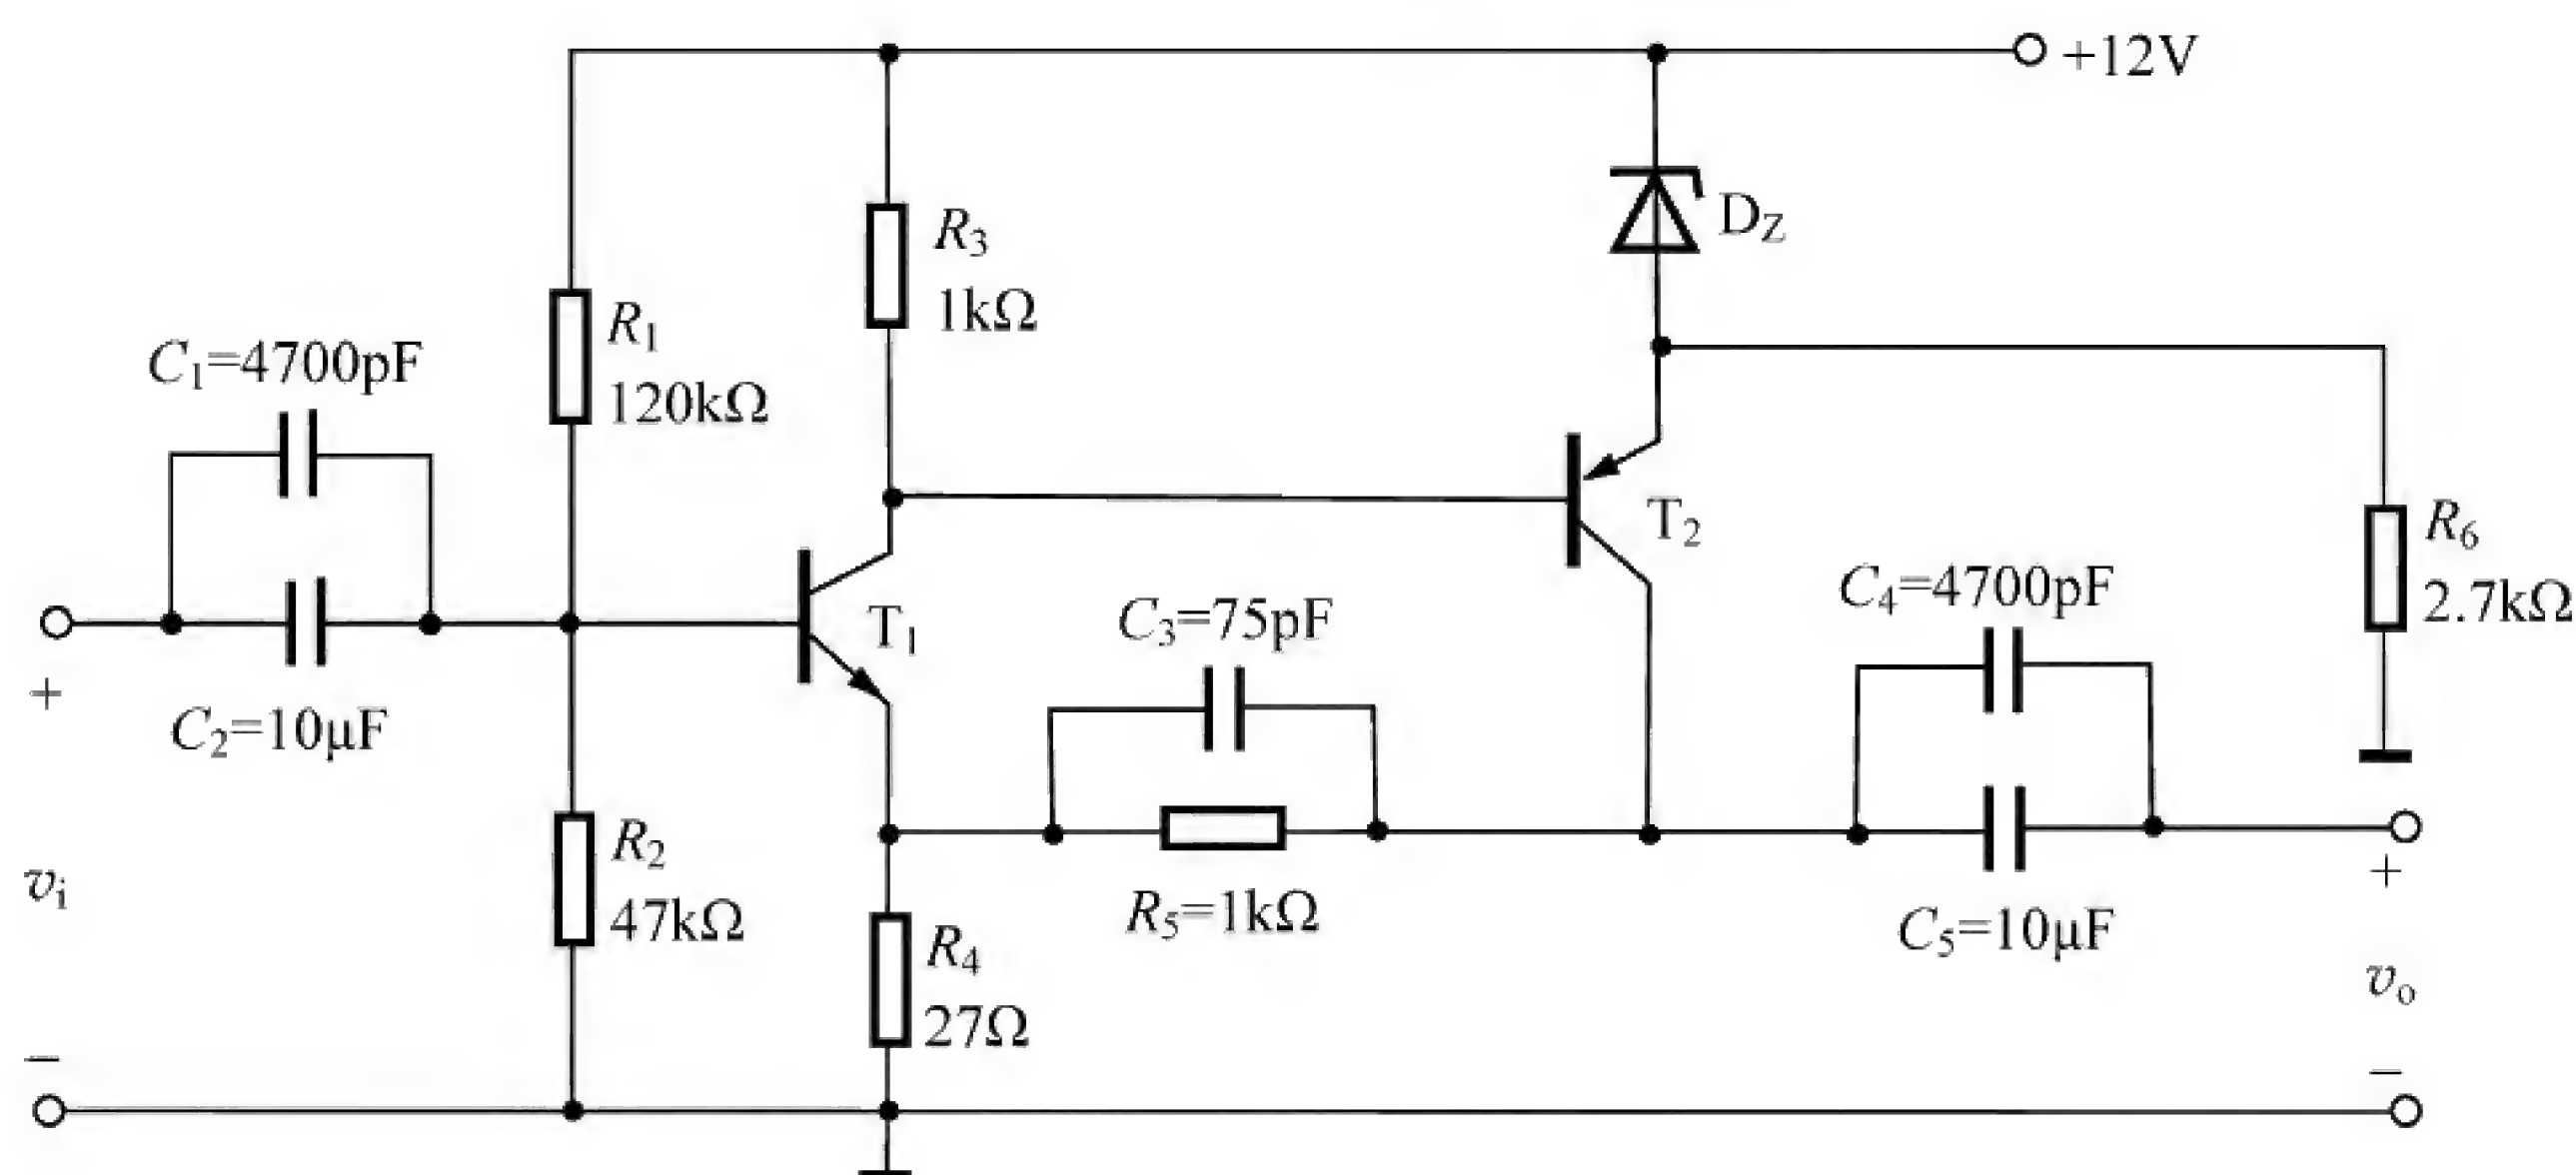 +12V
R₃
1kΩ
D_Z
R₁
120kΩ
C₁=4700pF
C₂=10μF
T₁
T₂
R₆
2.7kΩ
C₃=75pF
C₄=4700pF
R₅=1kΩ
C₅=10μF
R₂
47kΩ
R₄
27Ω
+
vᵢ
−
+
vₒ
−